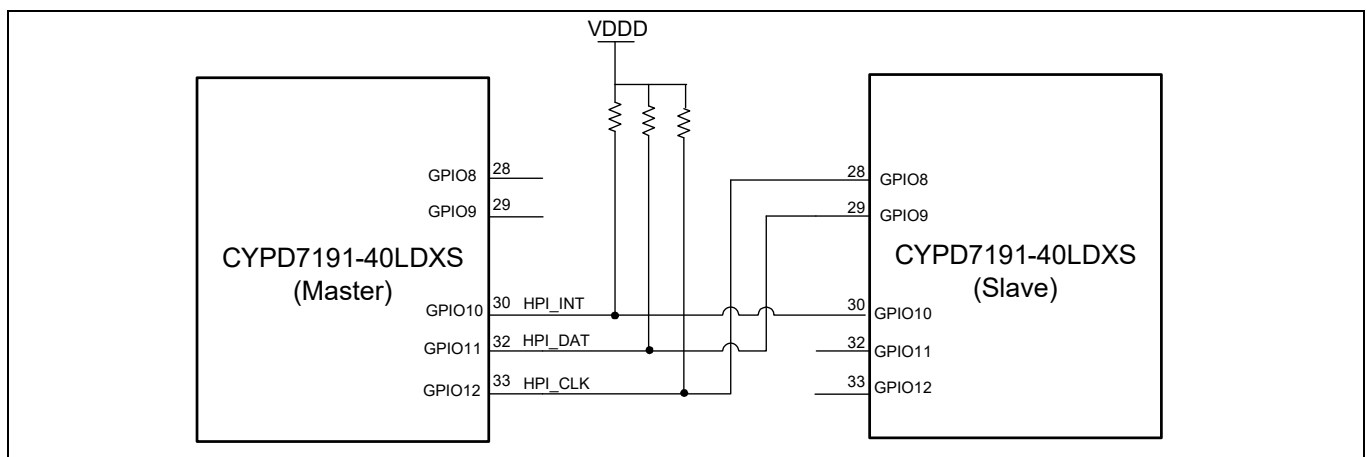 VDDD
CYPD7191-40LDXS
(Master)
GPIO8 28
GPIO9 29
GPIO10 30 HPI_INT
GPIO11 32 HPI_DAT
GPIO12 33 HPI_CLK
28 GPIO8
29 GPIO9
CYPD7191-40LDXS
(Slave)
30 GPIO10
32 GPIO11
33 GPIO12